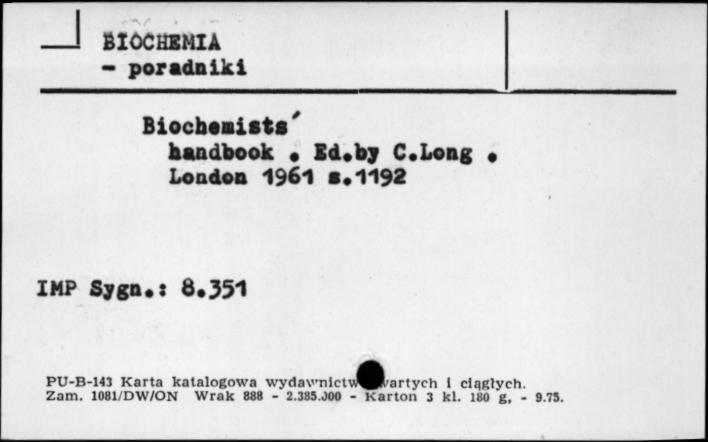 BIOCHEMIA
- poradniki
Biochemists'
handbook . Ed.by C.Long .
London 1961 s.1192
IMP Sygn.: 8.351
PU-B-143 Karta katalogowa wydawnictw wartych i ciągłych.
Zam. 1081/DW/ON Wrak 888 - 2.385.000 - Karton 3 kl. 180 g, - 9.75.